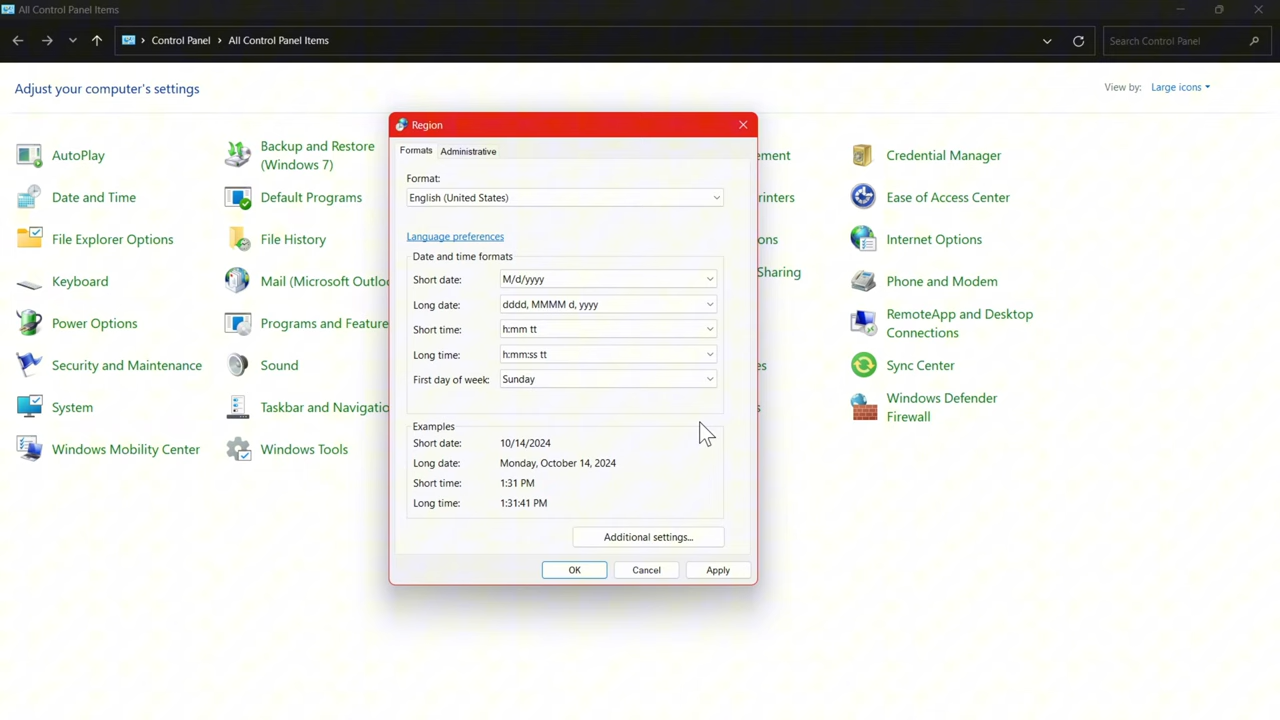 All Control Panel Items
Control Panel > All Control Panel Items
Search Control Panel
Adjust your computer's settings
View by: Large icons
Region
Formats Administrative
Format:
English (United States)
Language preferences
Date and time formats
Short date: M/d/yyyy
Long date: dddd, MMMM d, yyyy
Short time: h:mm tt
Long time: h:mm:ss tt
First day of week: Sunday
Examples
Short date: 10/14/2024
Long date: Monday, October 14, 2024
Short time: 1:31 PM
Long time: 1:31:41 PM
Additional settings...
OK Cancel Apply
AutoPlay
Date and Time
File Explorer Options
Keyboard
Power Options
Security and Maintenance
System
Windows Mobility Center
Backup and Restore
(Windows 7)
Default Programs
File History
Mail (Microsoft Outloo
Programs and Feature
Sound
Taskbar and Navigatio
Windows Tools
ement
rinters
ons
Sharing
es
s
Credential Manager
Ease of Access Center
Internet Options
Phone and Modem
RemoteApp and Desktop
Connections
Sync Center
Windows Defender
Firewall